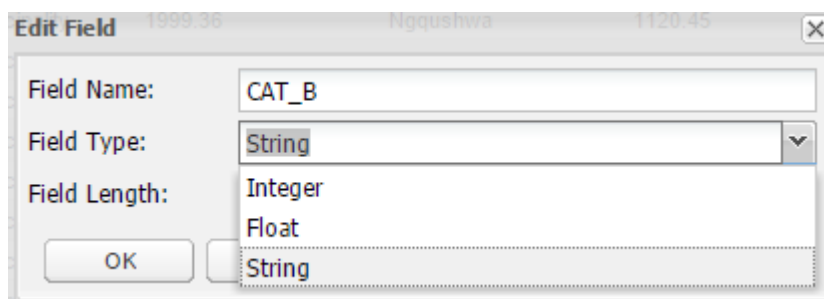 1999.36 Ngqushwa 1120.45
Edit Field
Field Name: CAT_B
Field Type: String
Field Length:
Integer
Float
String
OK